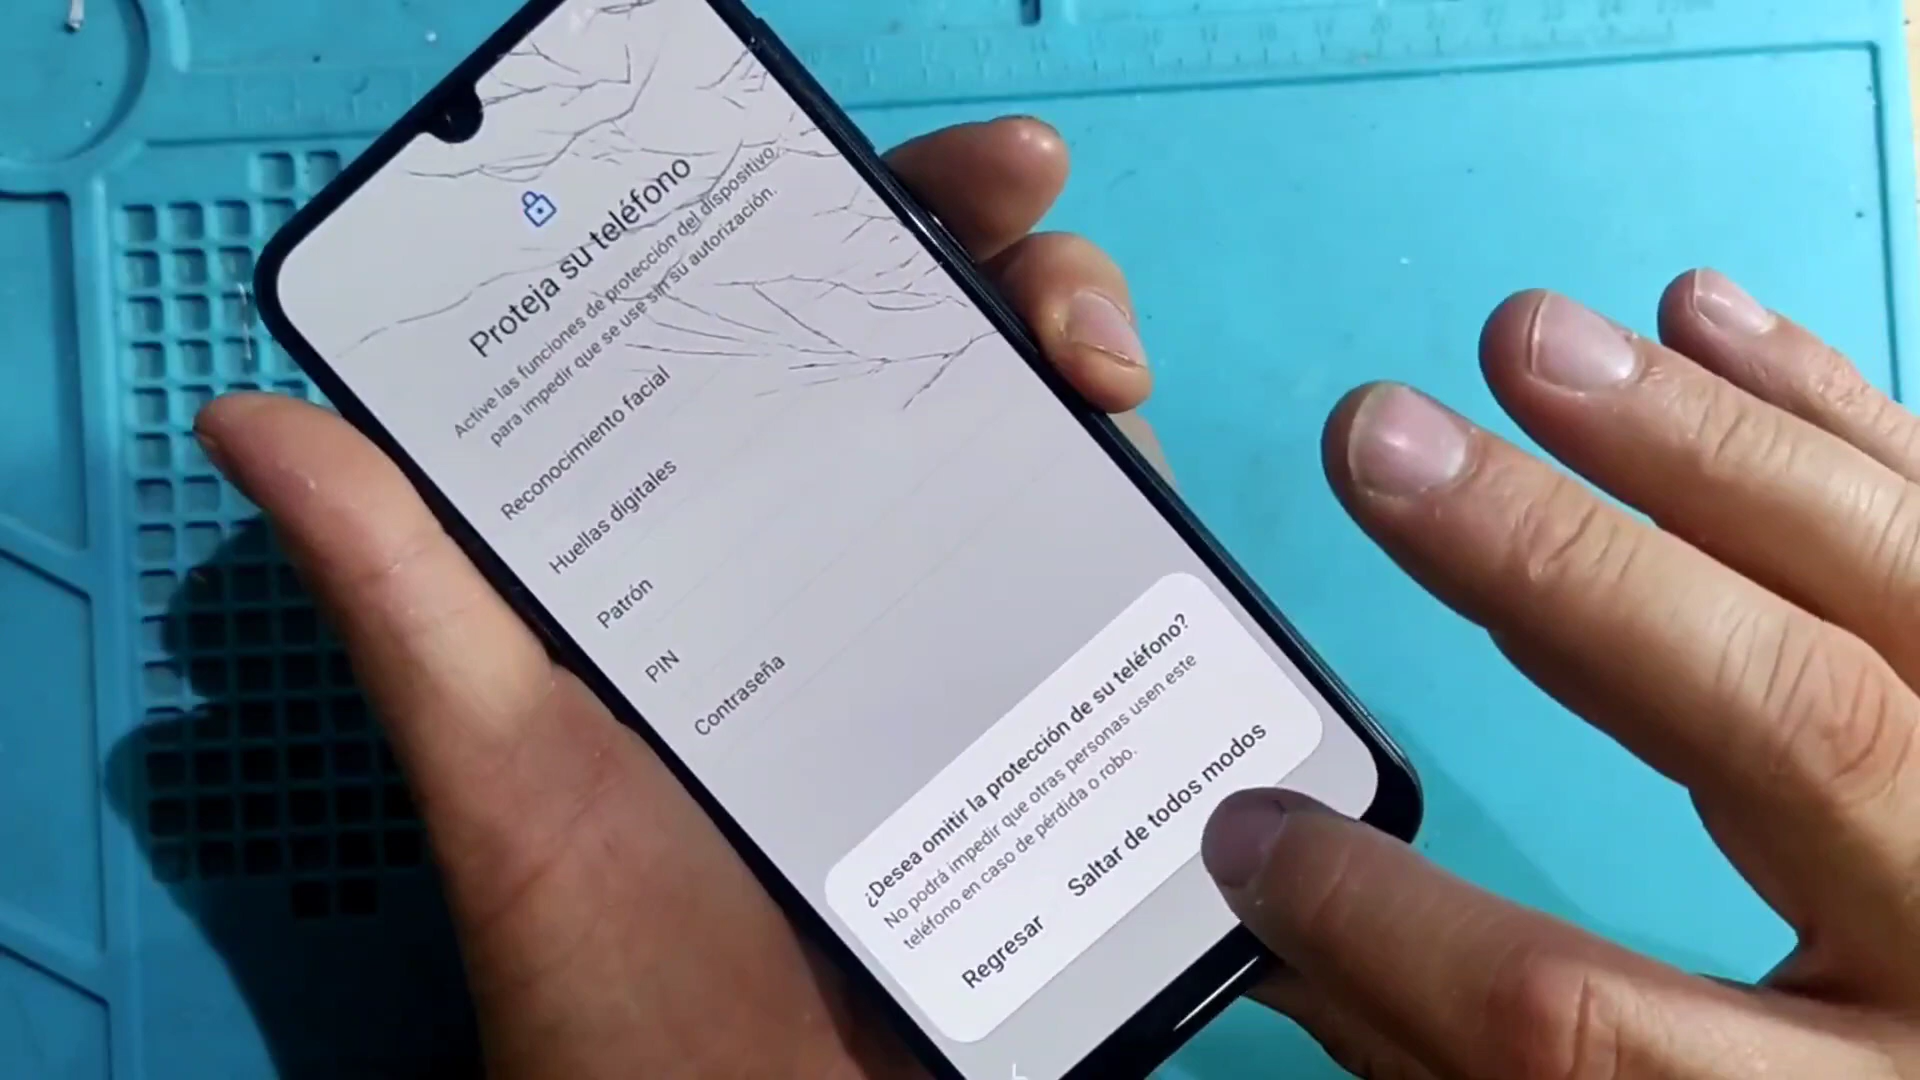 Proteja su teléfono
Active las funciones de protección del dispositivo
para impedir que se use sin su autorización.
Reconocimiento facial
Huellas digitales
Patrón
PIN
Contraseña
¿Desea omitir la protección de su teléfono?
No podrá impedir que otras personas usen este
teléfono en caso de pérdida o robo.
Regresar Saltar de todos modos